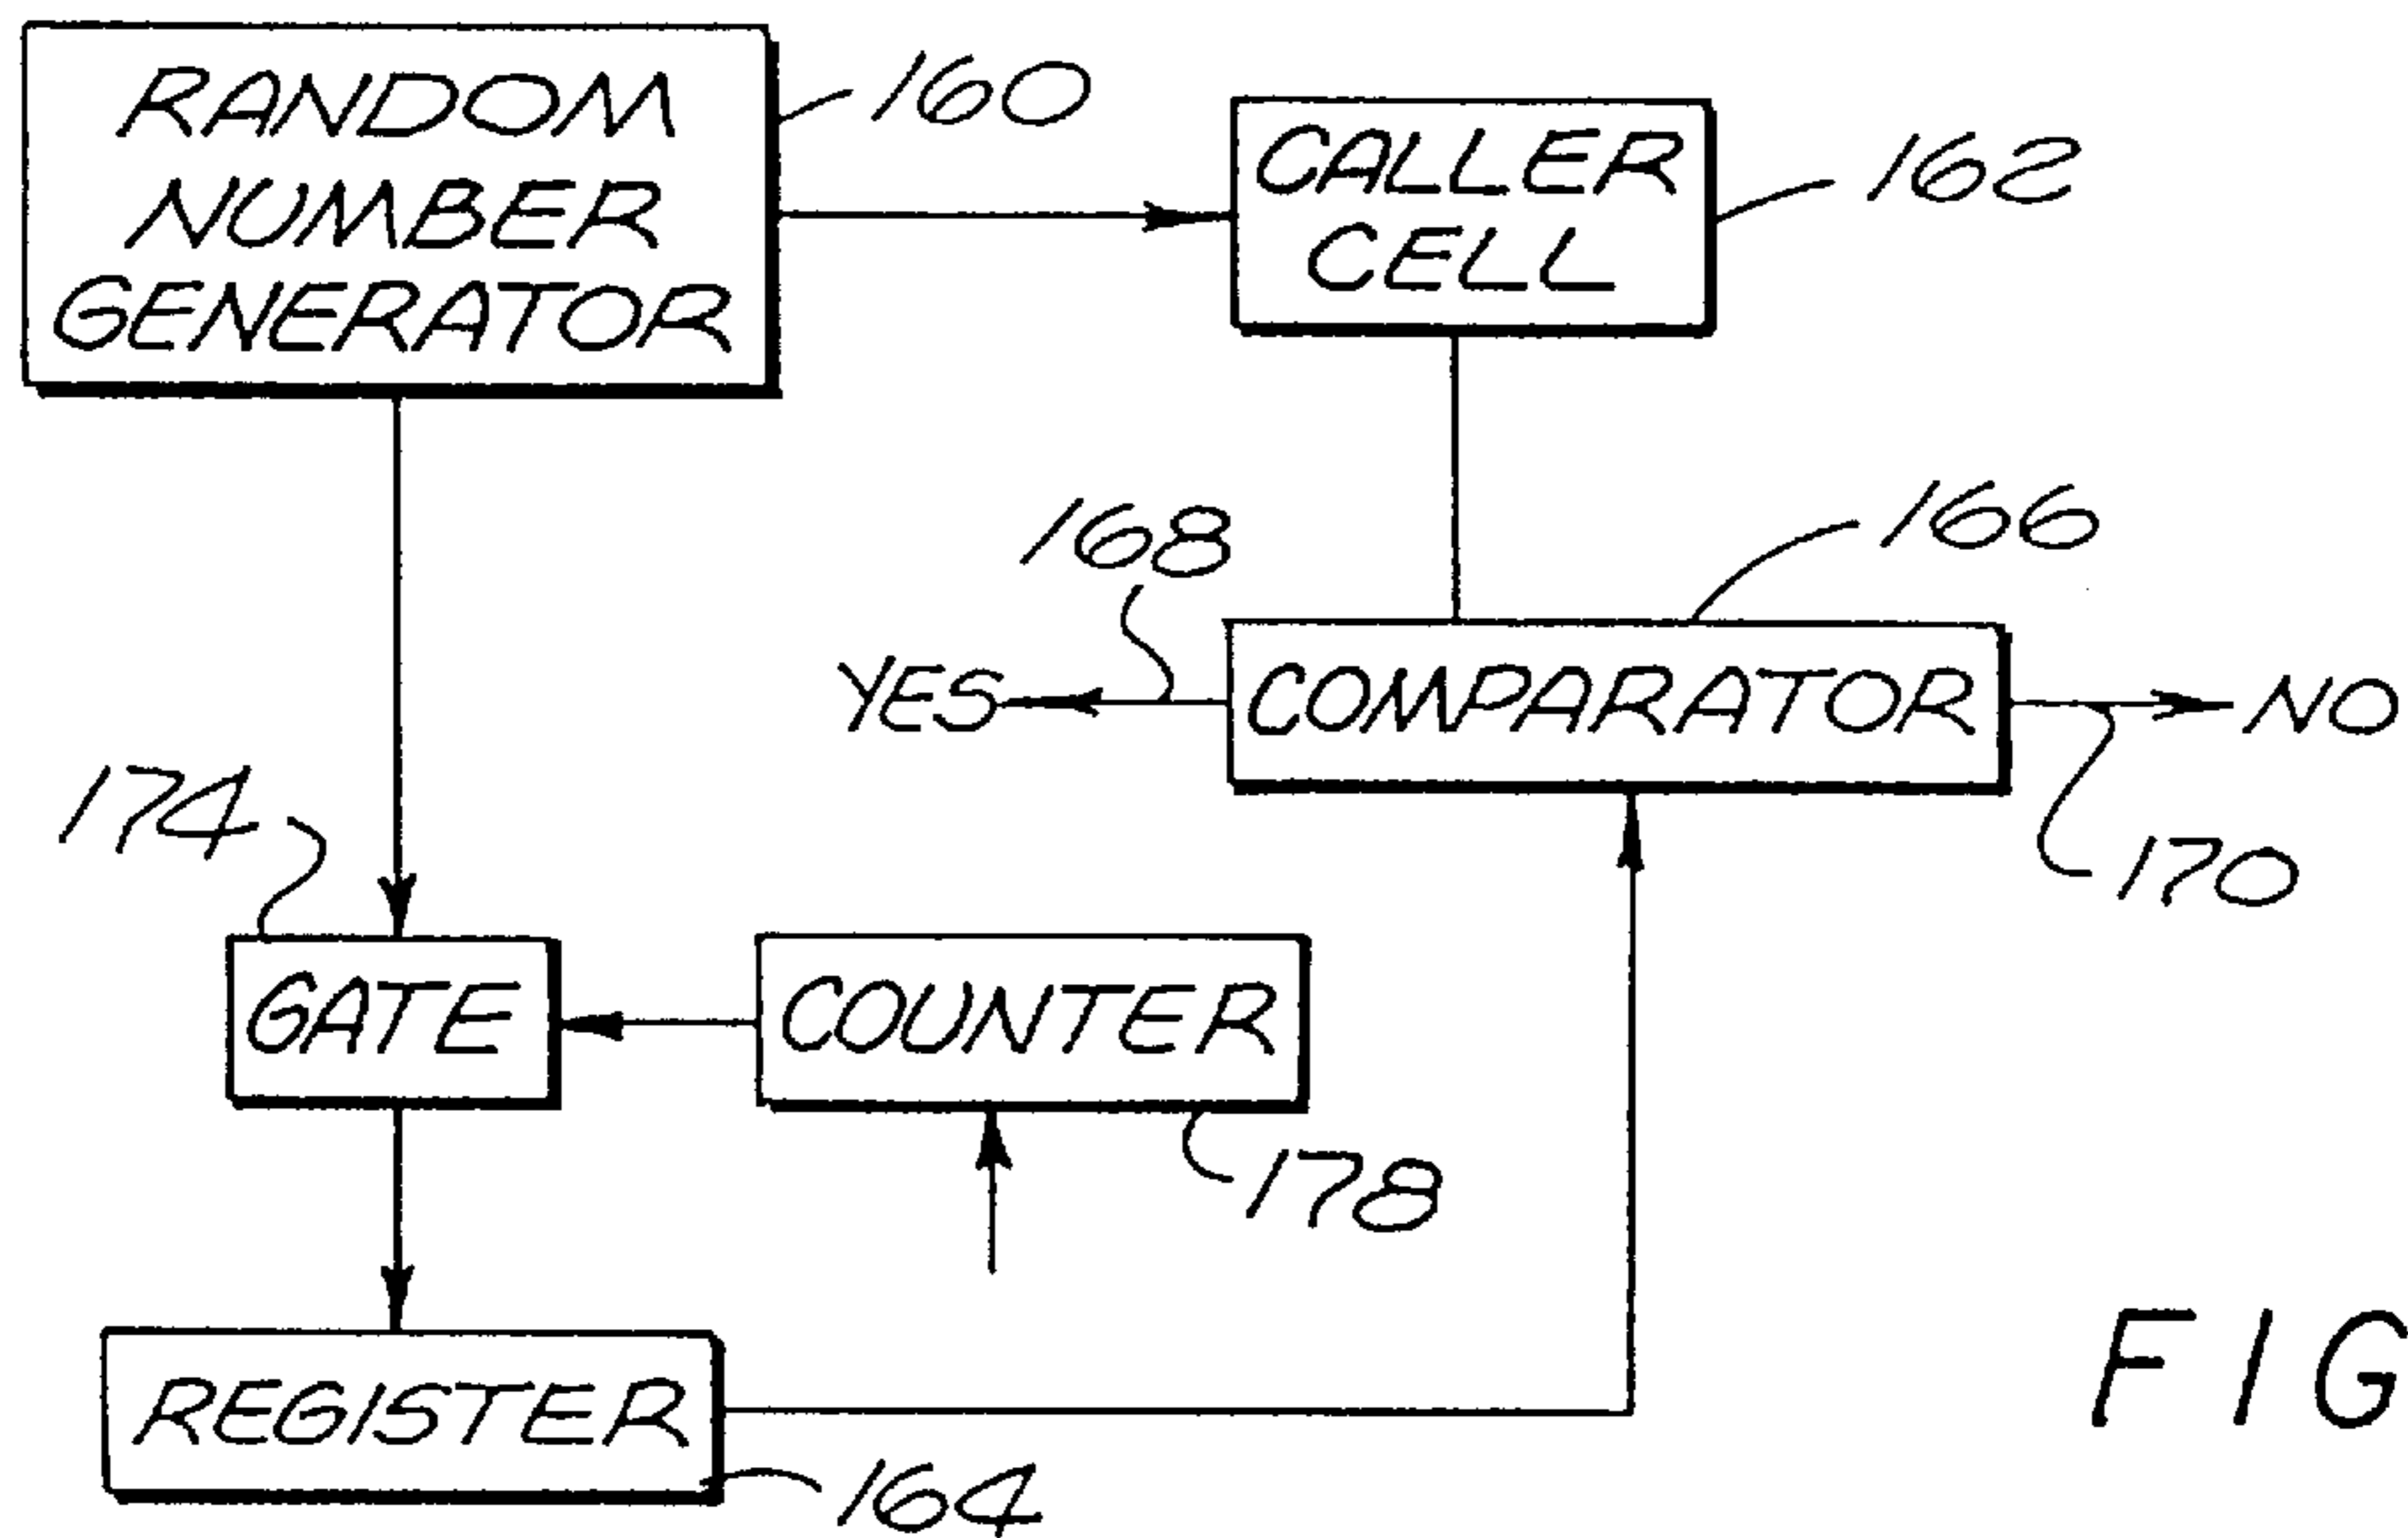 RANDOM
NUMBER
GENERATOR
160
CALLER
CELL
162
168
166
YES
COMPARATOR
NO
174
170
GATE
COUNTER
178
REGISTER
164
FIG